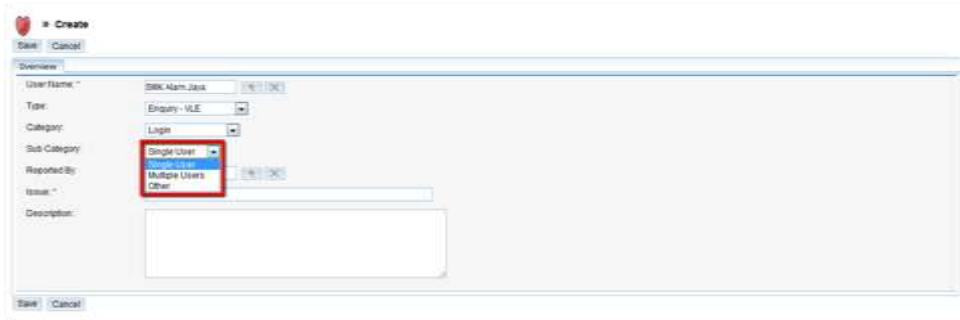 » Create
Save Cancel
Overview
User Name: * SMK Alam Jaya
Type: Enquiry - VLE
Category: Login
Sub Category: Single User
Single User
Reported By:
Multiple Users
Other
Issue: *
Description:
Save Cancel